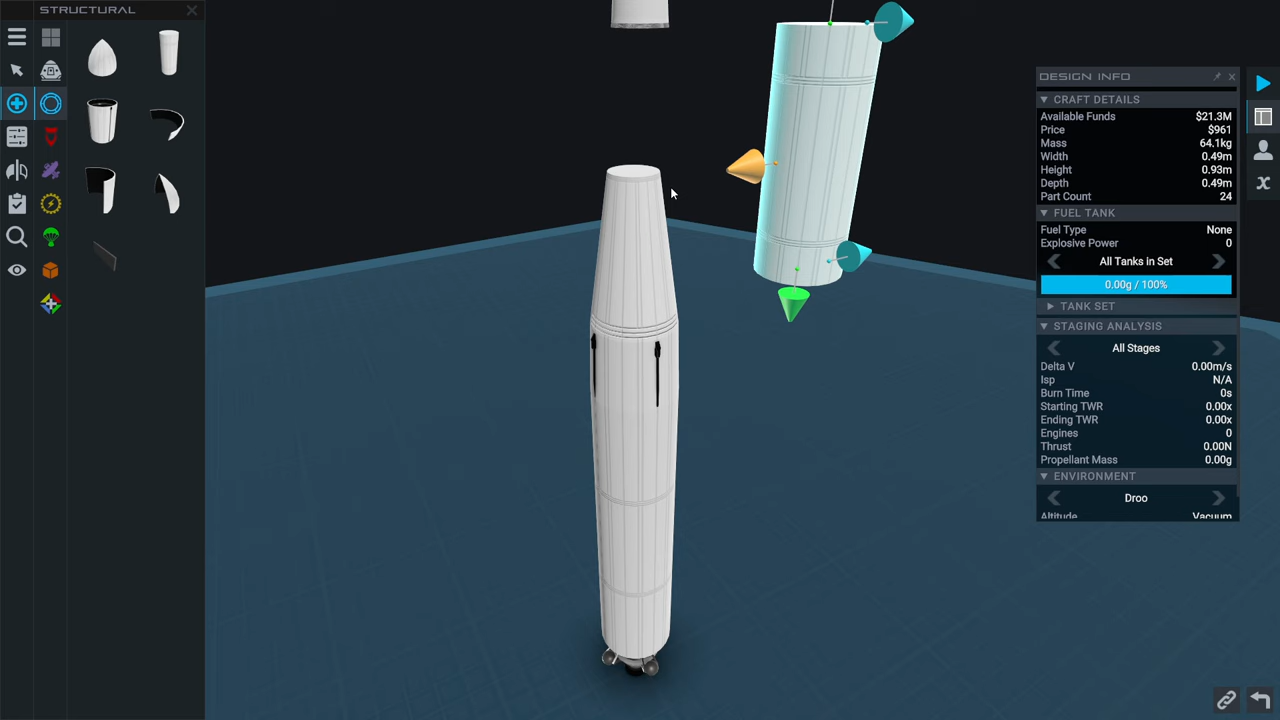 STRUCTURAL
DESIGN INFO
CRAFT DETAILS
Available Funds $21.3M
Price $961
Mass 64.1kg
Width 0.49m
Height 0.93m
Depth 0.49m
Part Count 24
FUEL TANK
Fuel Type None
Explosive Power 0
All Tanks in Set
0.00g / 100%
TANK SET
STAGING ANALYSIS
All Stages
Delta V 0.00m/s
Isp N/A
Burn Time 0s
Starting TWR 0.00x
Ending TWR 0.00x
Engines 0
Thrust 0.00N
Propellant Mass 0.00g
ENVIRONMENT
Droo
Altitude Vacuum